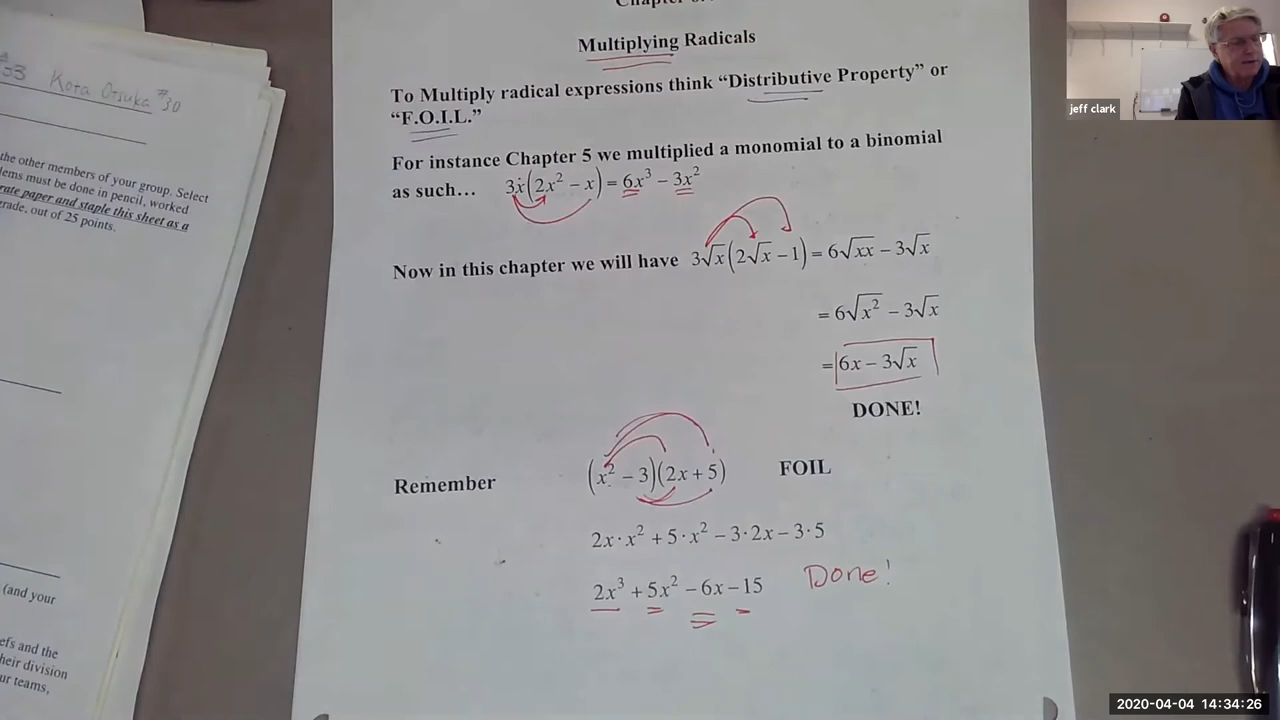 Multiplying Radicals
To Multiply radical expressions think “Distributive Property” or
“F.O.I.L.”
For instance Chapter 5 we multiplied a monomial to a binomial
as such… 3x(2x² − x) = 6x³ − 3x²
Now in this chapter we will have 3√x(2√x − 1) = 6√xx − 3√x
= 6√x² − 3√x
= 6x − 3√x
DONE!
Remember (x² − 3)(2x + 5) FOIL
2x·x² + 5·x² − 3·2x − 3·5
2x³ + 5x² − 6x − 15 Done!
33 Kota Otsuka #30
the other members of your group. Select
lems must be done in pencil, worked
rate paper and staple this sheet as a
rade, out of 25 points.
(and your
efs and the
heir division
ur teams,
jeff clark
2020-04-04 14:34:26